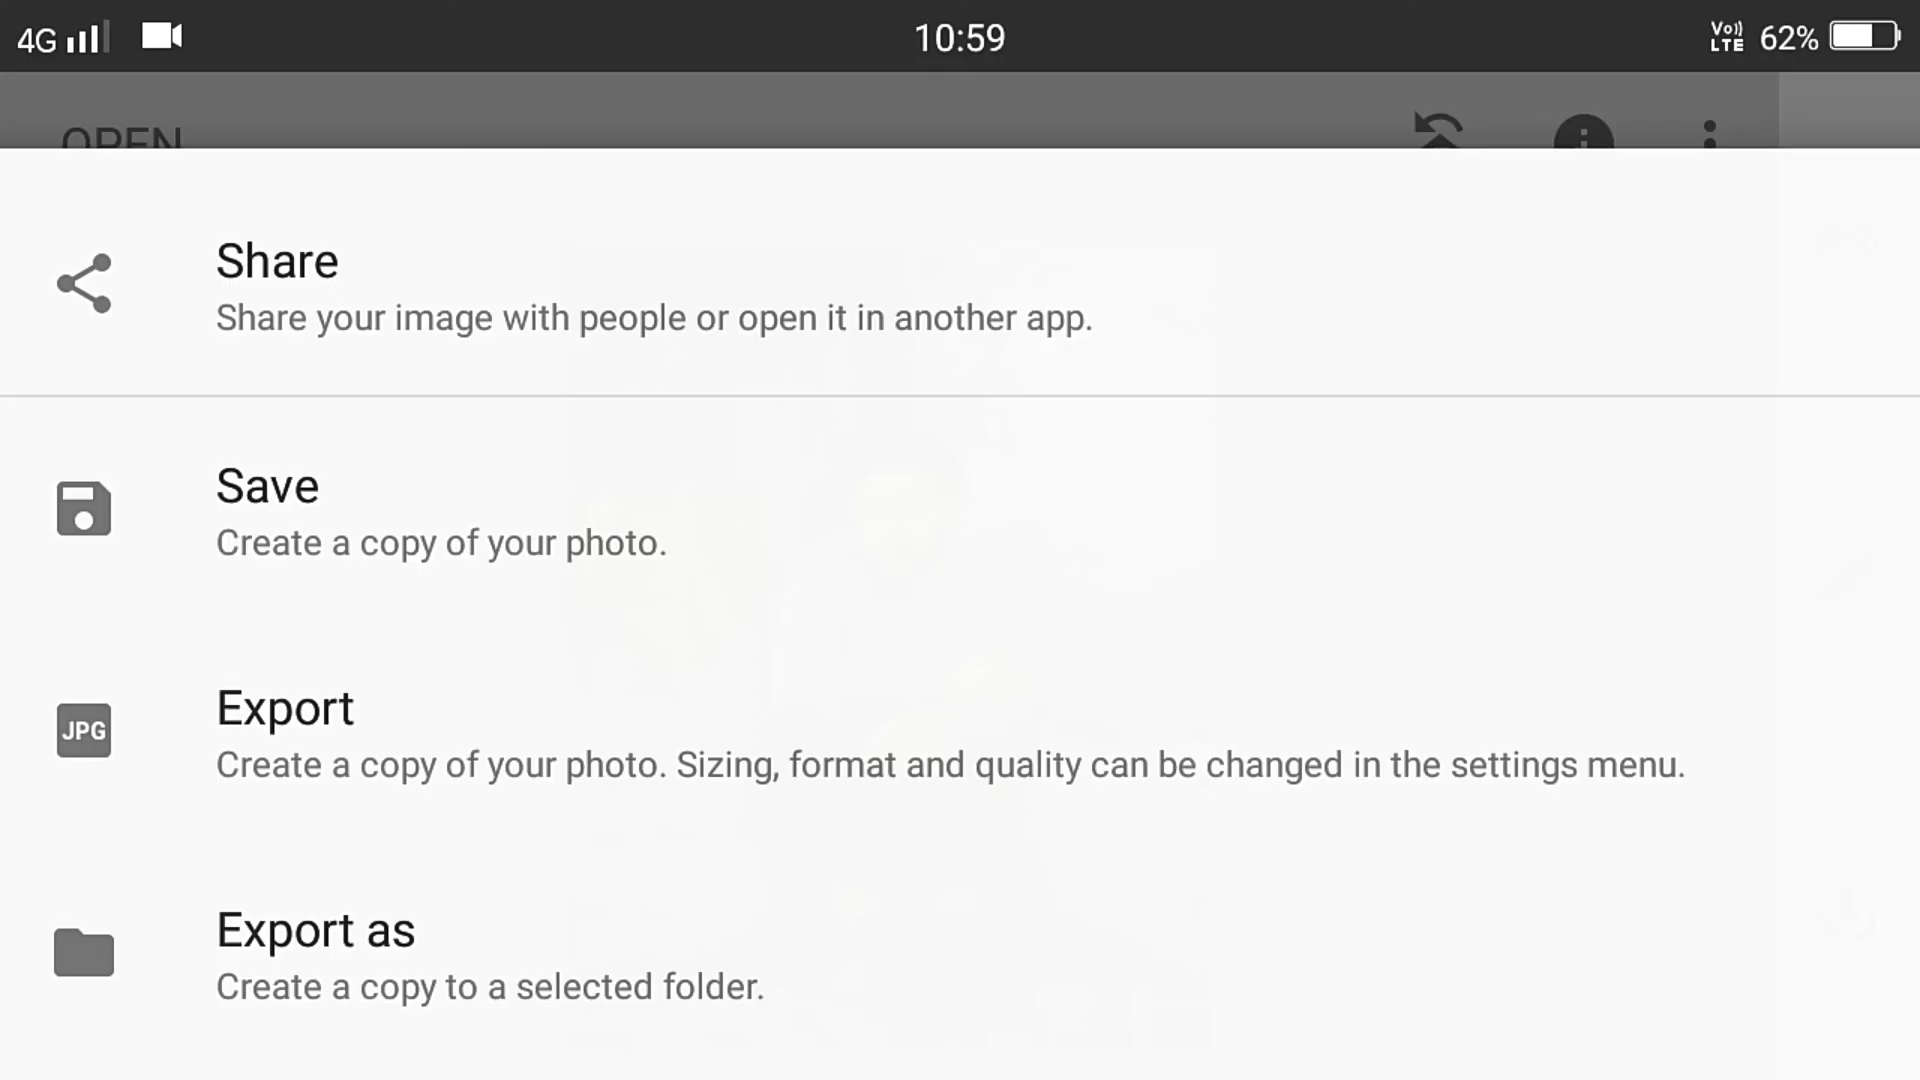 4G 10:59 Vo)) LTE 62%
OPEN
Share
Share your image with people or open it in another app.
Save
Create a copy of your photo.
JPG
Export
Create a copy of your photo. Sizing, format and quality can be changed in the settings menu.
Export as
Create a copy to a selected folder.